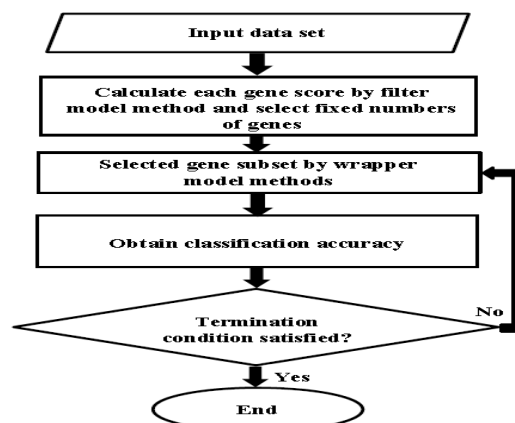 Input data set
Calculate each gene score by filter
model method and select fixed numbers
of genes
Selected gene subset by wrapper
model methods
Obtain classification accuracy
Termination
condition satisfied?
No
Yes
End